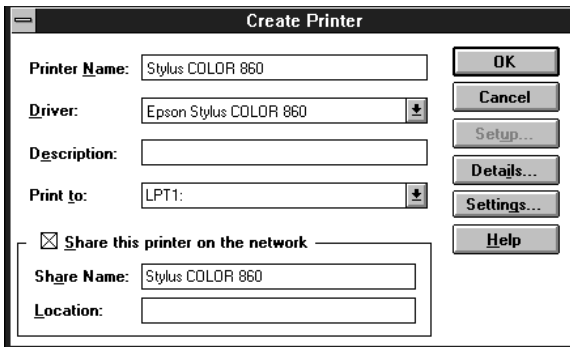 Create Printer
Printer Name: Stylus COLOR 860
OK
Driver: Epson Stylus COLOR 860
Cancel
Description:
Setup...
Print to: LPT1:
Details...
Settings...
Share this printer on the network
Help
Share Name: Stylus COLOR 860
Location: